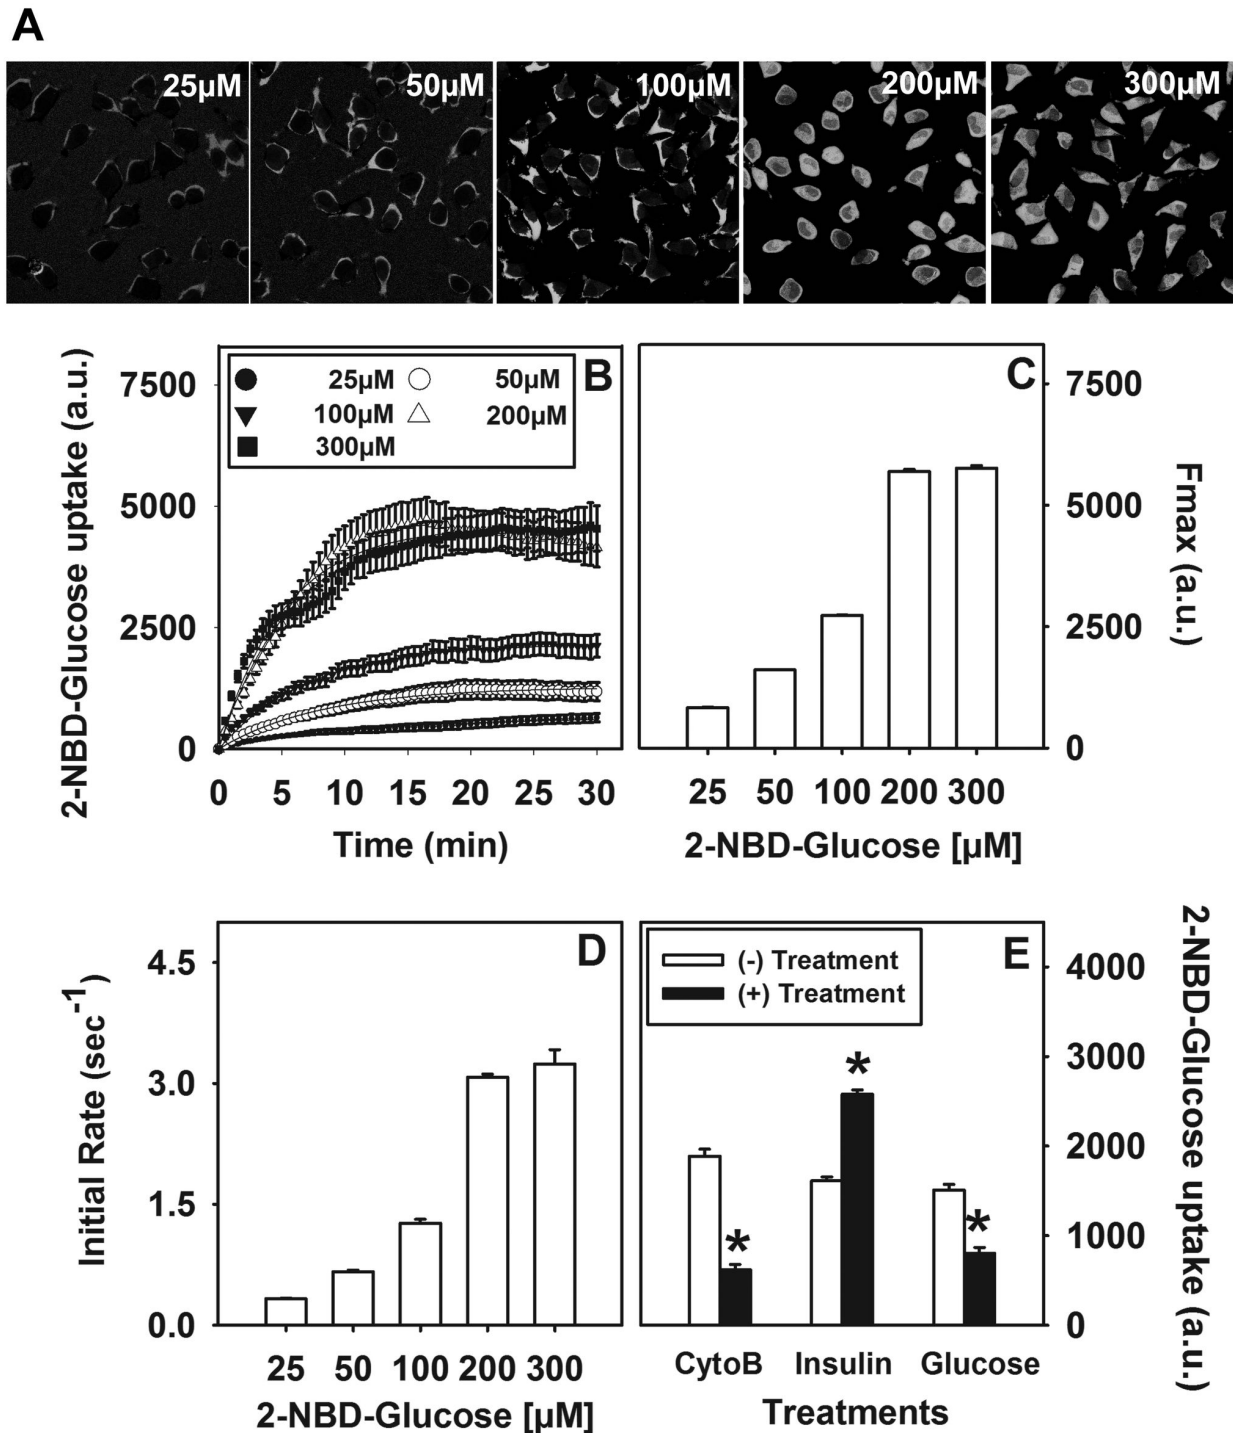 A
25µM 50µM 100µM 200µM 300µM
2-NBD-Glucose uptake (a.u.)
7500
5000
2500
0
B
25µM 50µM
100µM 200µM
300µM
0 5 10 15 20 25 30
Time (min)
C
7500
5000
2500
0
Fmax (a.u.)
25 50 100 200 300
2-NBD-Glucose [µM]
Initial Rate (sec⁻¹)
4.5
3.0
1.5
0.0
D
25 50 100 200 300
2-NBD-Glucose [µM]
E
(-) Treatment
(+) Treatment
*
*
*
4000
3000
2000
1000
0
2-NBD-Glucose uptake (a.u.)
CytoB Insulin Glucose
Treatments